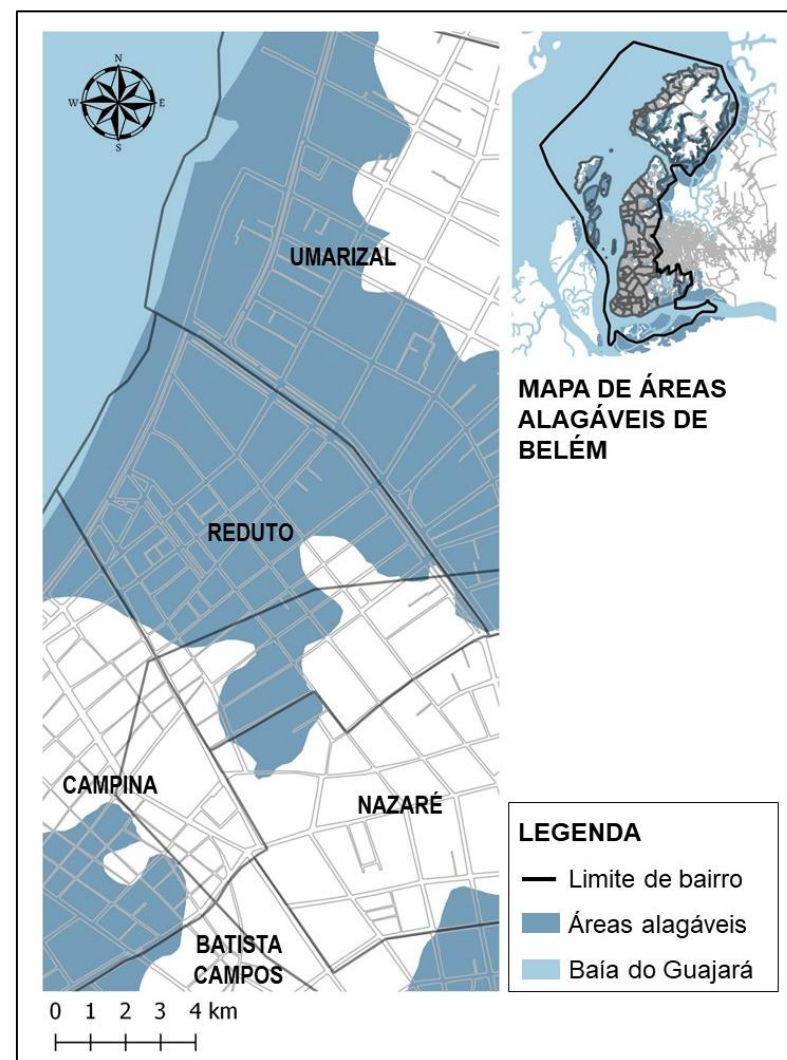 N
W
E
S
UMARIZAL
REDUTO
CAMPINA
NAZARÉ
BATISTA
CAMPOS
0 1 2 3 4 km
MAPA DE ÁREAS
ALAGÁVEIS DE
BELÉM
LEGENDA
Limite de bairro
Áreas alagáveis
Baía do Guajará